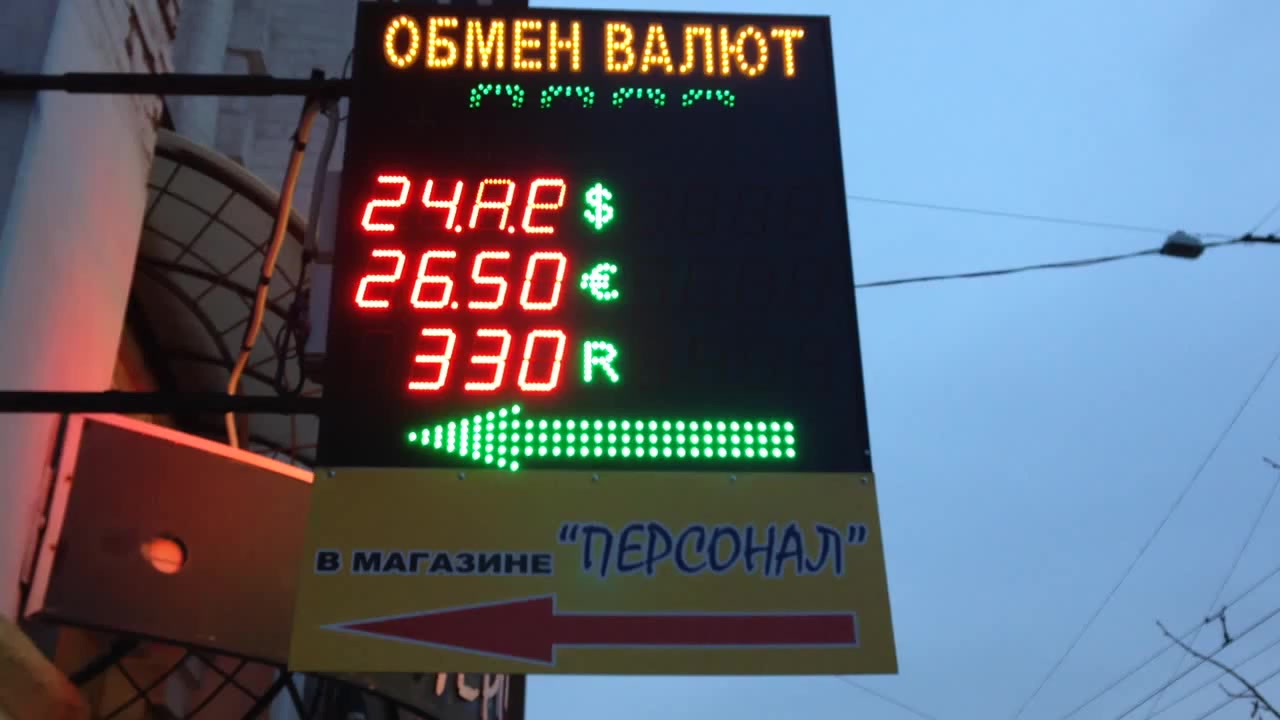 ОБМЕН ВАЛЮТ
24.A.P $
26.50 €
330 R
В МАГАЗИНЕ "ПЕРСОНАЛ"